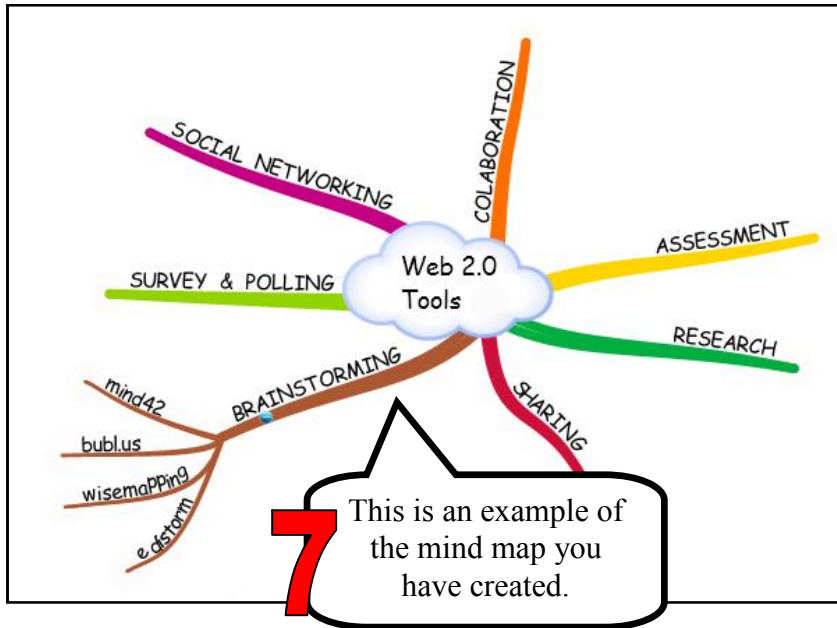 COLABORATION
SOCIAL NETWORKING
ASSESSMENT
Web 2.0
Tools
SURVEY & POLLING
RESEARCH
BRAINSTORMING
SHARING
mind42
bubl.us
wisemaPPing
edistorm
7
This is an example of
the mind map you
have created.